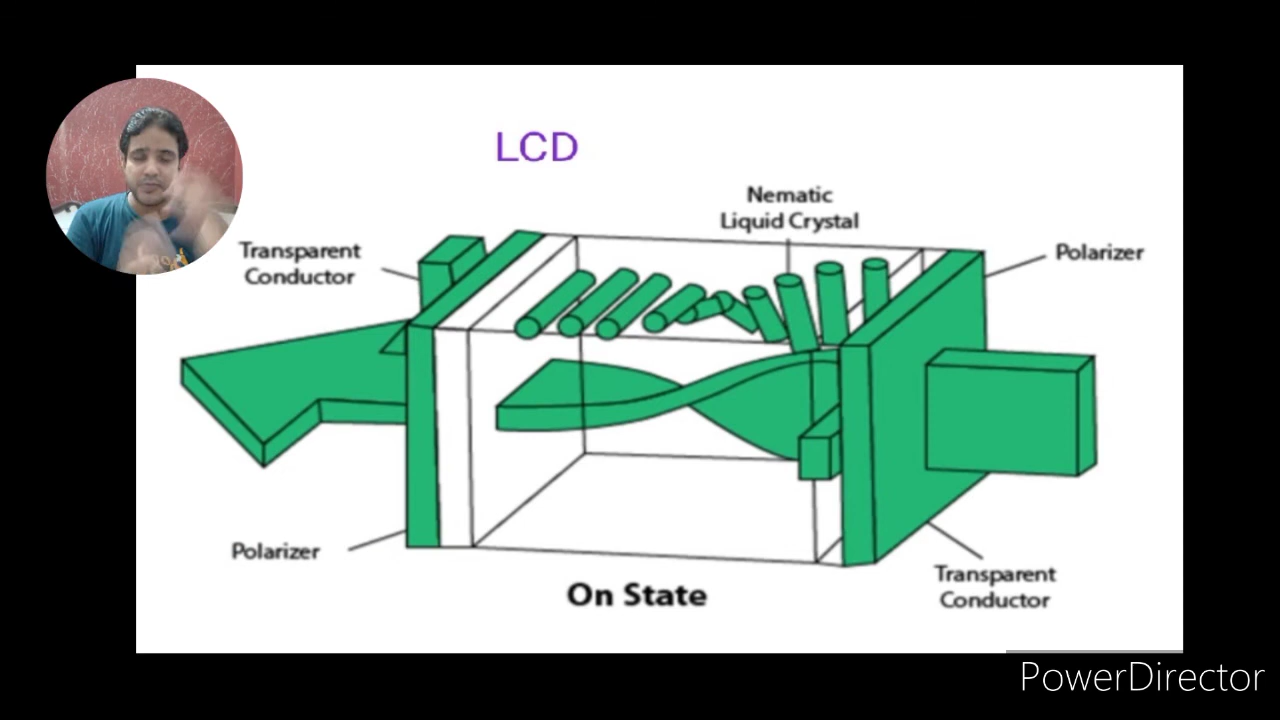 LCD
Nematic
Liquid Crystal
Transparent
Conductor
Polarizer
Polarizer
On State
Transparent
Conductor
PowerDirector